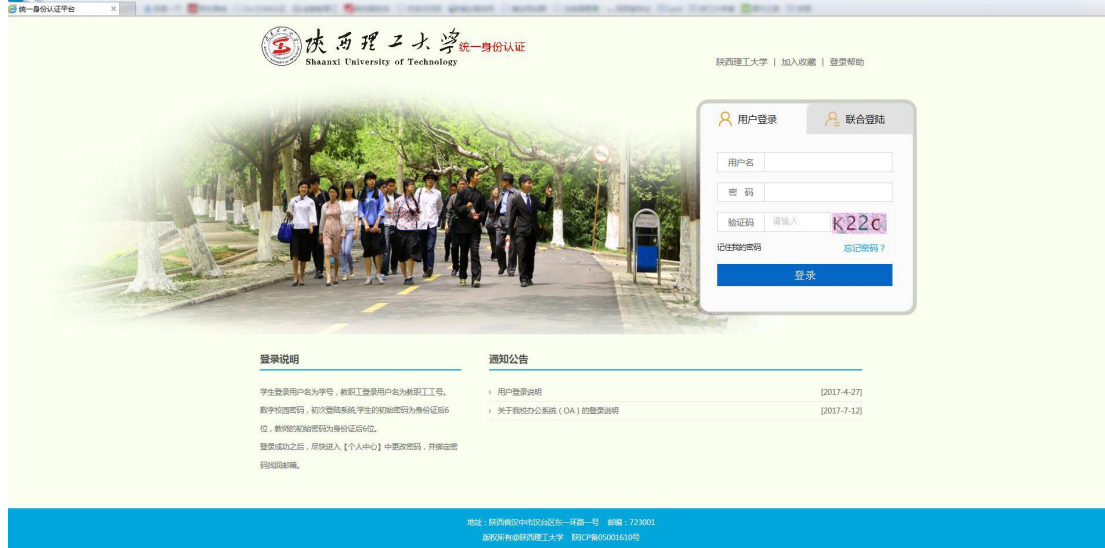 统一身份认证平台
陕西理工大学统一身份认证
Shaanxi University of Technology
陕西理工大学 | 加入收藏 | 登录帮助
用户登录
联合登陆
用户名
密 码
验证码 请输入 K22C
记住我的密码 忘记密码？
登录
登录说明
学生登录用户名为学号，教职工登录用户名为教职工工号。
数字校园密码，初次登陆系统,学生的初始密码为身份证后6
位，教师的初始密码为身份证后6位。
登录成功之后，尽快进入【个人中心】中更改密码，并绑定密
码找回邮箱。
通知公告
用户登录说明 [2017-4-27]
关于我校办公系统（OA）的登录说明 [2017-7-12]
地址：陕西省汉中市汉台区东一环路一号 邮编：723001
版权所有@陕西理工大学 陕ICP备05001610号